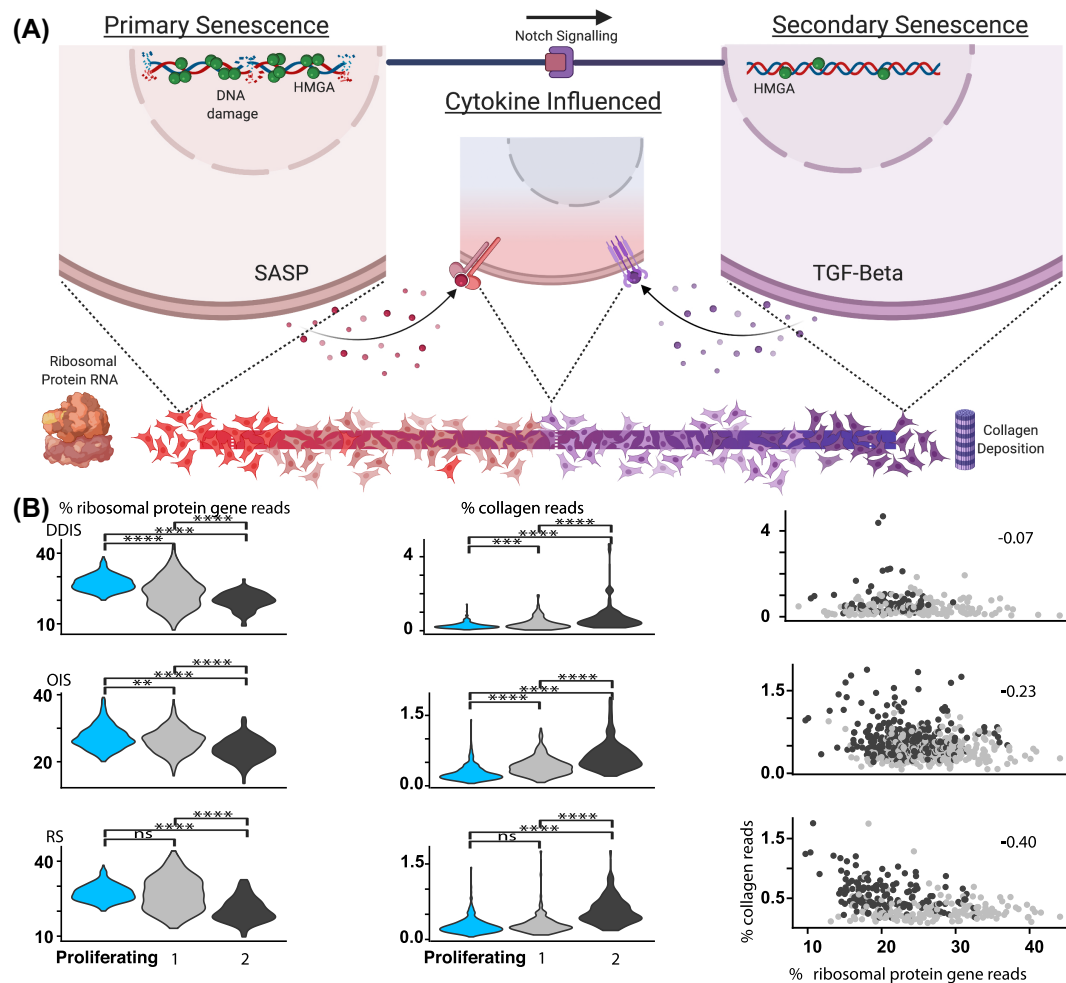 (A)
Primary Senescence
Notch Signalling
Secondary Senescence
DNA
damage
HMGA
HMGA
Cytokine Influenced
SASP
TGF-Beta
Ribosomal
Protein RNA
Collagen
Deposition
(B)
% ribosomal protein gene reads
% collagen reads
DDIS
****
****
****
40
10
****
****
***
4
2
0
-0.07
4
2
0
OIS
****
****
**
40
20
****
****
****
1.5
0.0
-0.23
1.5
0.0
RS
****
****
ns
40
10
****
****
ns
1.5
0.0
-0.40
1.5
0.5
% collagen reads
Proliferating 1 2
Proliferating 1 2
10 20 30 40
% ribosomal protein gene reads